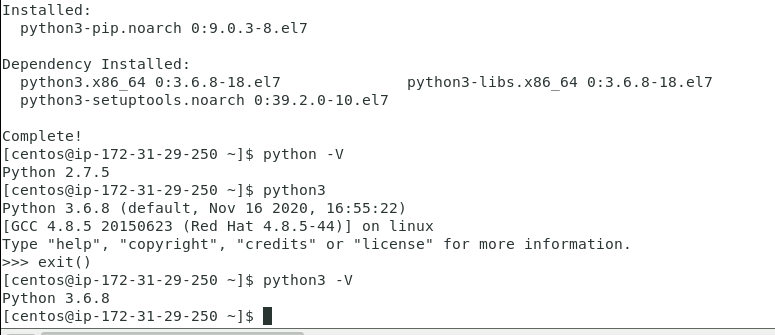 Installed:
  python3-pip.noarch 0:9.0.3-8.el7
Dependency Installed:
  python3.x86_64 0:3.6.8-18.el7              python3-libs.x86_64 0:3.6.8-18.el7
  python3-setuptools.noarch 0:39.2.0-10.el7
Complete!
[centos@ip-172-31-29-250 ~]$ python -V
Python 2.7.5
[centos@ip-172-31-29-250 ~]$ python3
Python 3.6.8 (default, Nov 16 2020, 16:55:22)
[GCC 4.8.5 20150623 (Red Hat 4.8.5-44)] on linux
Type "help", "copyright", "credits" or "license" for more information.
>>> exit()
[centos@ip-172-31-29-250 ~]$ python3 -V
Python 3.6.8
[centos@ip-172-31-29-250 ~]$